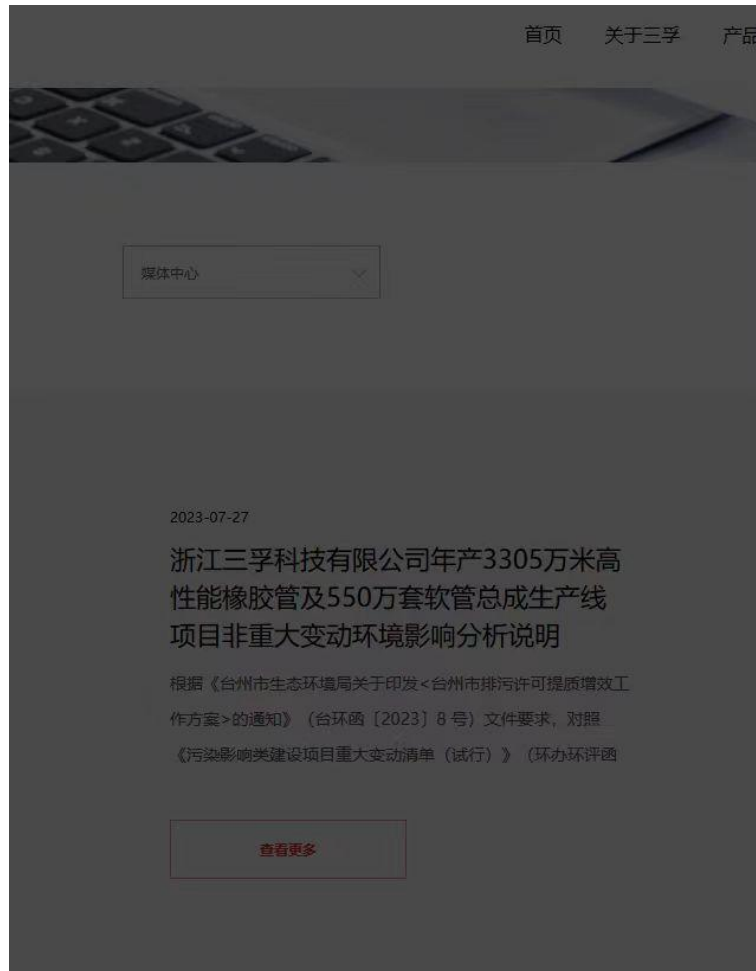 首页 关于三孚 产品
媒体中心
2023-07-27
浙江三孚科技有限公司年产3305万米高
性能橡胶管及550万套软管总成生产线
项目非重大变动环境影响分析说明
根据《台州市生态环境局关于印发<台州市排污许可提质增效工
作方案>的通知》（台环函〔2023〕8 号）文件要求，对照
《污染影响类建设项目重大变动清单（试行）》（环办环评函
查看更多